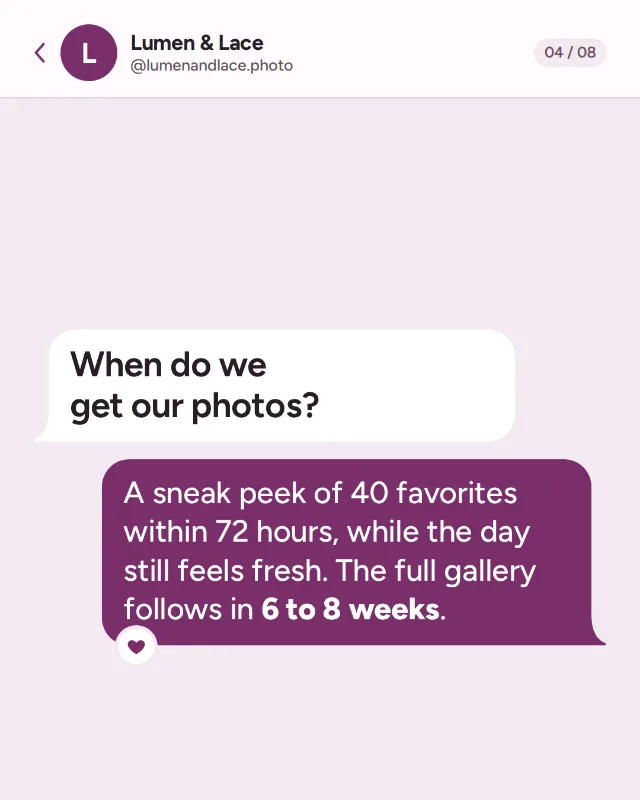 L
Lumen & Lace
@lumenandlace.photo
04 / 08
When do we
get our photos?
A sneak peek of 40 favorites
within 72 hours, while the day
still feels fresh. The full gallery
follows in 6 to 8 weeks.